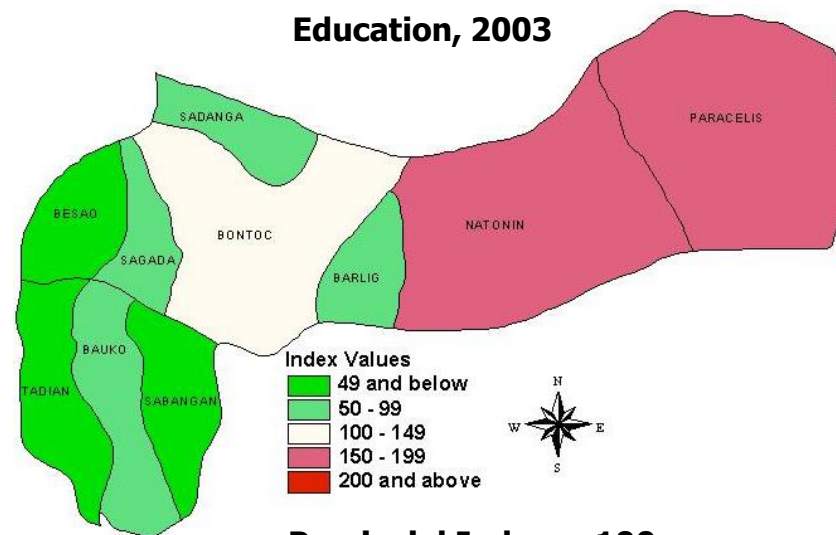 Education, 2003
SADANGA
PARACELIS
BESAO
BONTOC
NATONIN
SAGADA
BARLIG
BAUKO
TADIAN
SABANGAN
Index Values
49 and below
50 - 99
100 - 149
150 - 199
200 and above
N
W
E
S